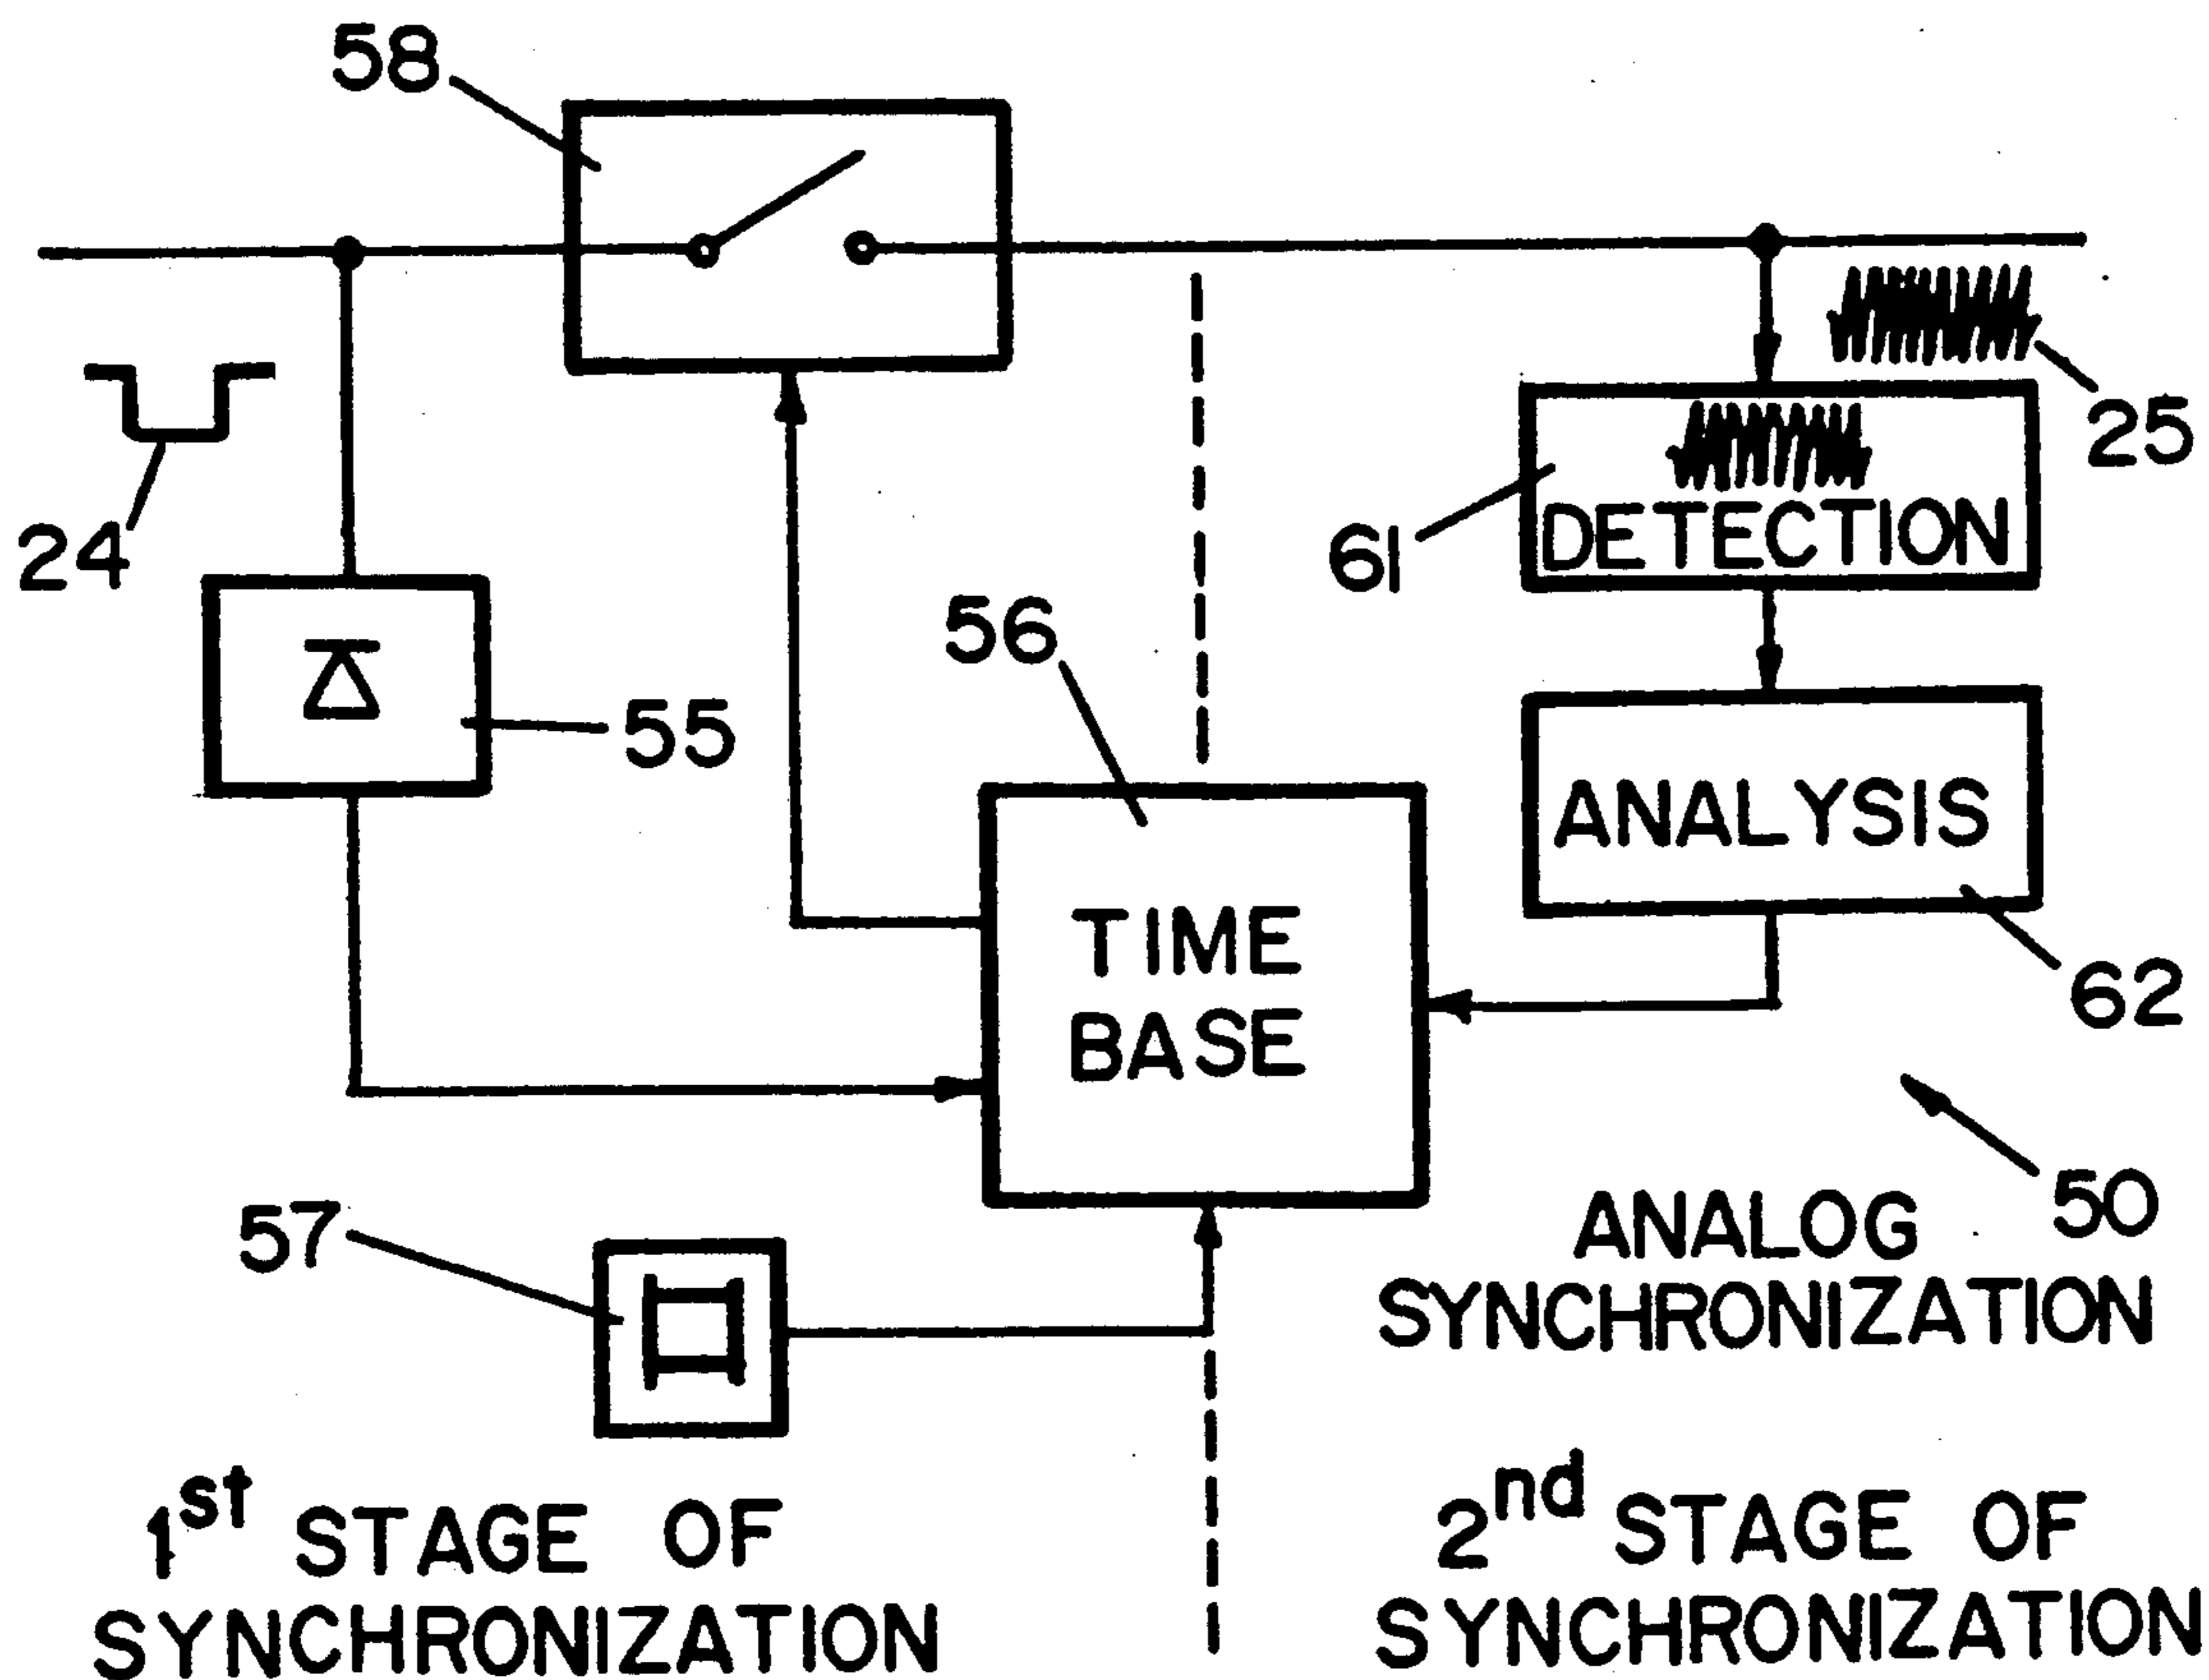 58
24
25
61
DETECTION
56
55
ANALYSIS
TIME
BASE
62
57
50
ANALOG
SYNCHRONIZATION
1st STAGE OF
SYNCHRONIZATION
2nd STAGE OF
SYNCHRONIZATION